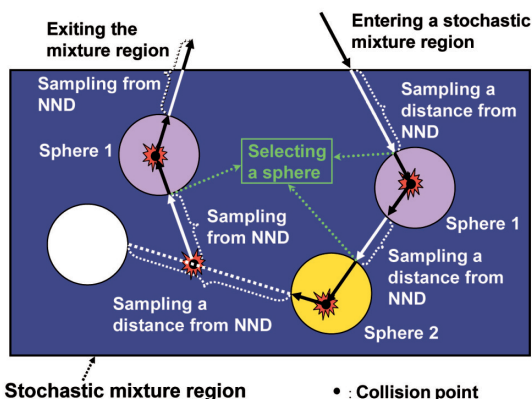 Exiting the
mixture region
Entering a stochastic
mixture region
Sampling from
NND
Sampling a
distance from
NND
Sphere 1
Selecting
a sphere
Sphere 1
Sampling
from NND
Sampling a
distance from
NND
Sampling a
distance from NND
Sphere 2
Stochastic mixture region
• : Collision point